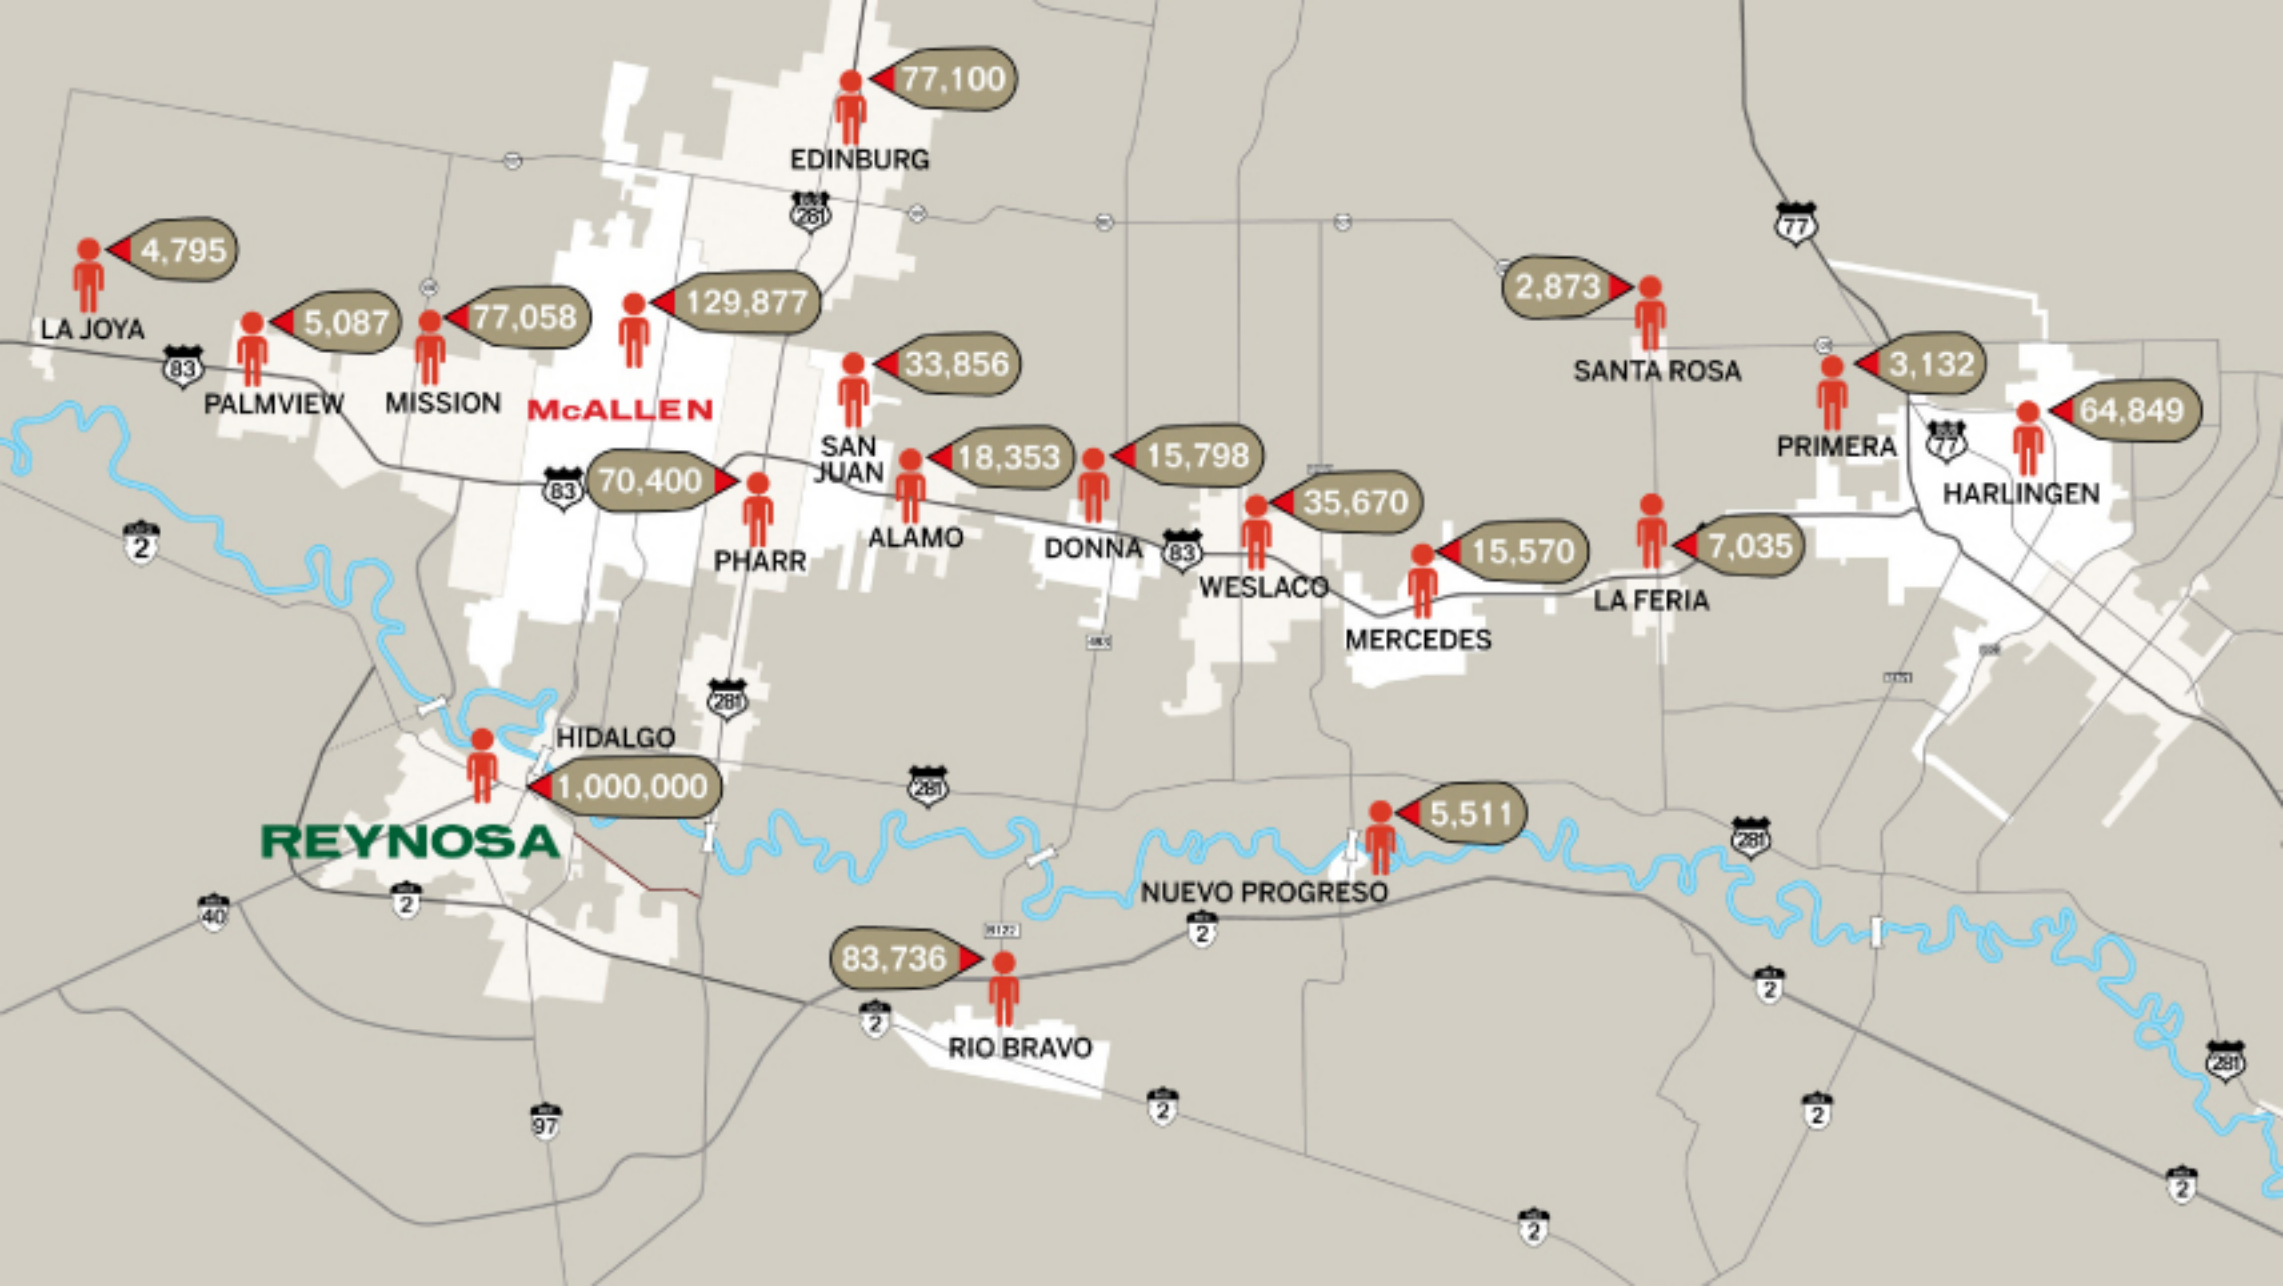 77,100
EDINBURG
281
77
4,795
LA JOYA
83
5,087
PALMVIEW
77,058
MISSION
129,877
McALLEN
33,856
SAN
JUAN
2,873
SANTA ROSA
3,132
PRIMERA
77
64,849
HARLINGEN
83
70,400
PHARR
18,353
ALAMO
15,798
DONNA
83
35,670
WESLACO
15,570
MERCEDES
7,035
LA FERIA
2
281
HIDALGO
1,000,000
REYNOSA
281
5,511
NUEVO PROGRESO
281
40
2
2
83,736
RIO BRAVO
2
2
2
97
2
281
2
2